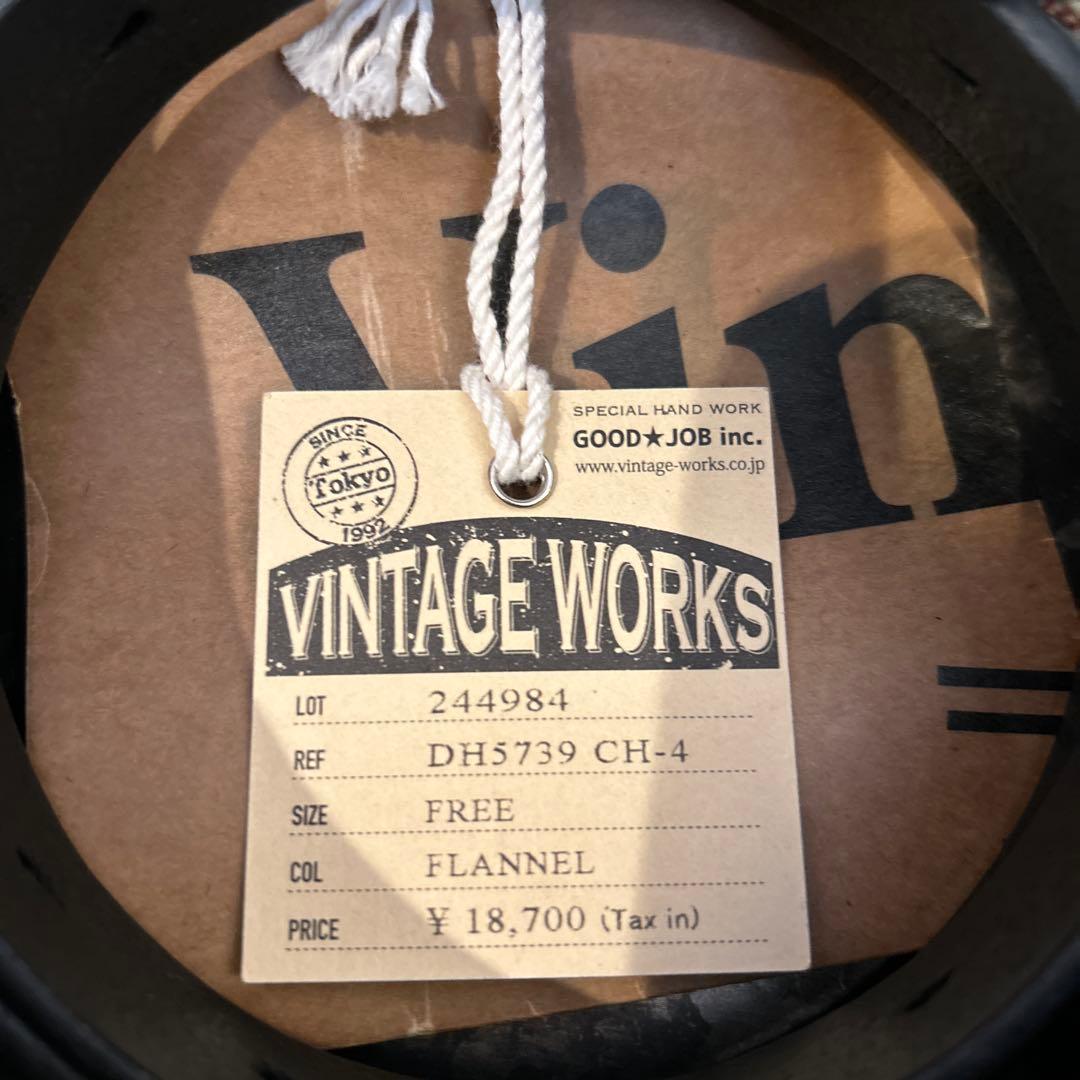 Vin
SINCE
Tokyo
1992
SPECIAL HAND WORK
GOOD★JOB inc.
www.vintage-works.co.jp
VINTAGE WORKS
LOT 244984
REF DH5739 CH-4
SIZE FREE
COL FLANNEL
PRICE ¥ 18,700 (Tax in)